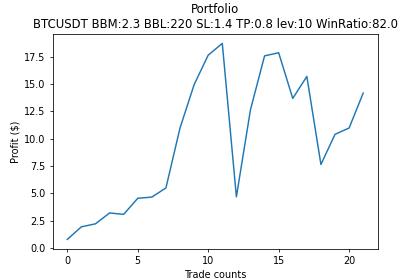 Portfolio
BTCUSDT BBM:2.3 BBL:220 SL:1.4 TP:0.8 lev:10 WinRatio:82.0
17.5
15.0
12.5
10.0
7.5
5.0
2.5
0.0
Profit ($)
0 5 10 15 20
Trade counts